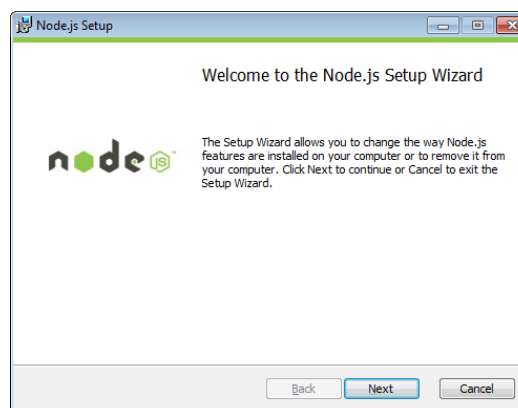 Node.js Setup
Welcome to the Node.js Setup Wizard
node JS™
The Setup Wizard allows you to change the way Node.js
features are installed on your computer or to remove it from
your computer. Click Next to continue or Cancel to exit the
Setup Wizard.
Back Next Cancel